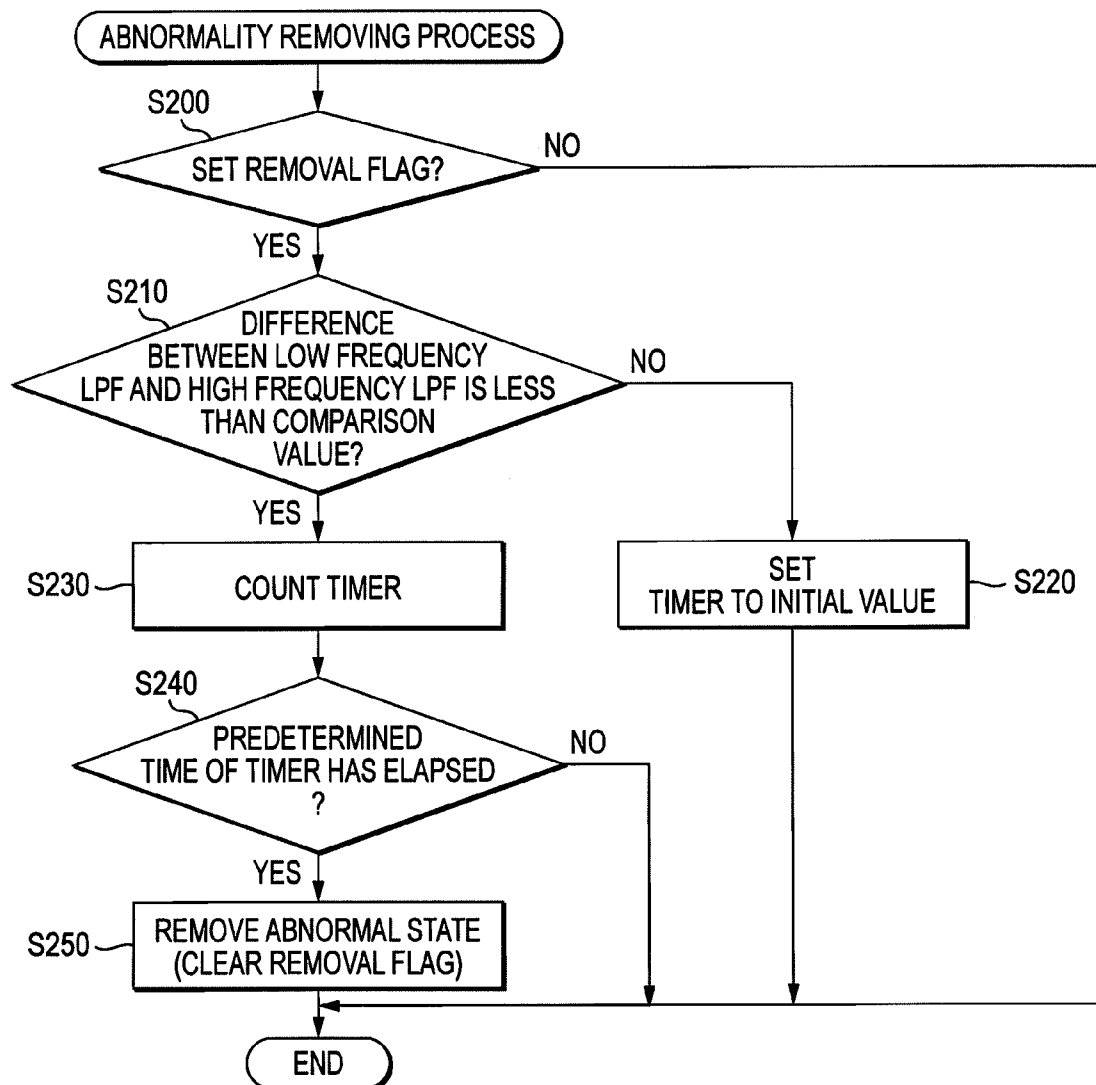 ABNORMALITY REMOVING PROCESS
S200
SET REMOVAL FLAG?
NO
YES
S210
DIFFERENCE
BETWEEN LOW FREQUENCY
LPF AND HIGH FREQUENCY LPF IS LESS
THAN COMPARISON
VALUE?
NO
YES
S230
COUNT TIMER
SET
TIMER TO INITIAL VALUE
S220
S240
PREDETERMINED
TIME OF TIMER HAS ELAPSED
?
NO
YES
S250
REMOVE ABNORMAL STATE
(CLEAR REMOVAL FLAG)
END